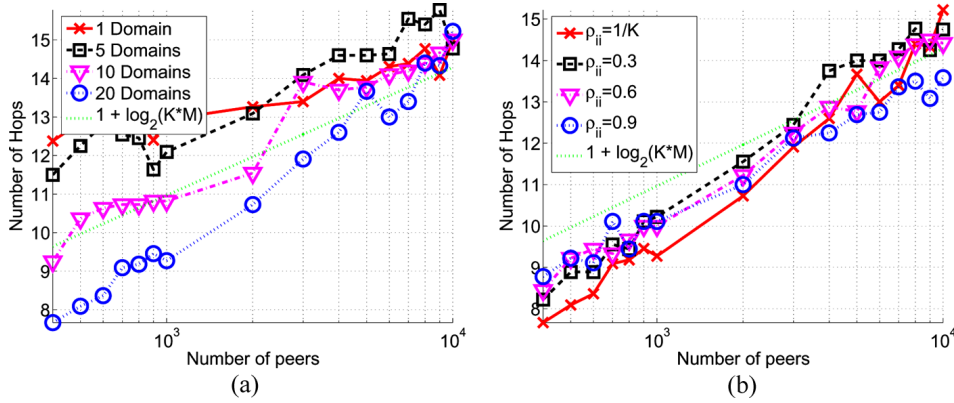 15
14
13
12
11
10
9
8
Number of Hops
1 Domain
5 Domains
10 Domains
20 Domains
1 + log2(K*M)
10^3
10^4
Number of peers
(a)
15
14
13
12
11
10
9
8
Number of Hops
ρii=1/K
ρii=0.3
ρii=0.6
ρii=0.9
1 + log2(K*M)
10^3
10^4
Number of peers
(b)